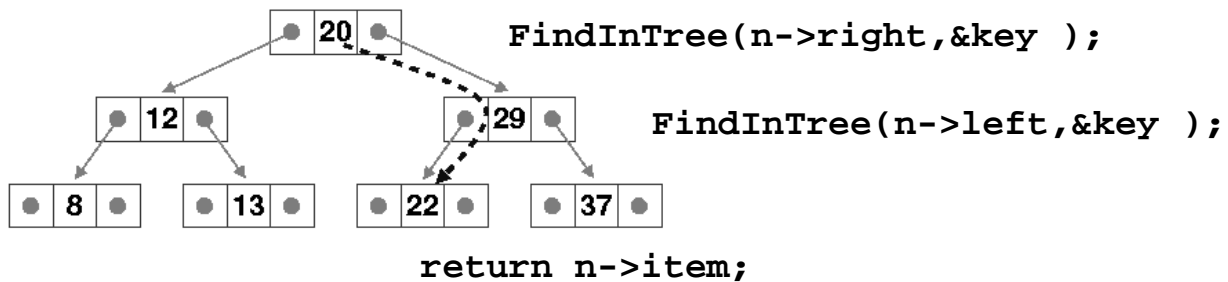 20 FindInTree(n->right,&key );
12 29 FindInTree(n->left,&key );
8 13 22 37
return n->item;